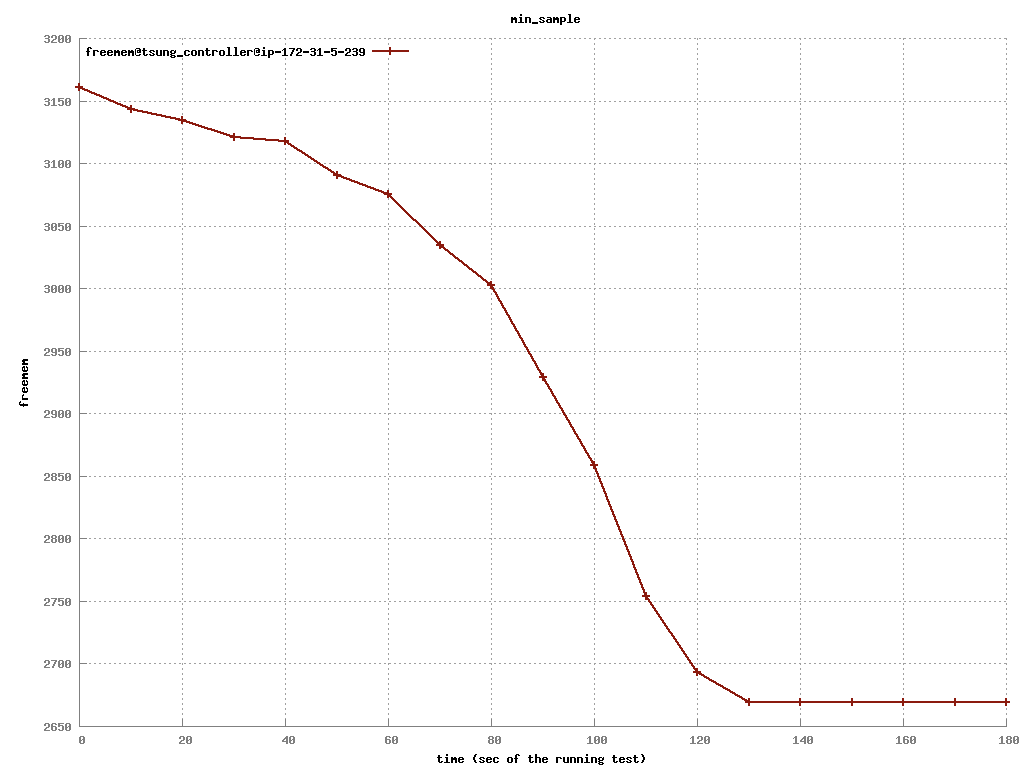 min_sample
freemem@tsung_controller@ip-172-31-5-239
3200
3150
3100
3050
3000
2950
2900
2850
2800
2750
2700
2650
freemem
0 20 40 60 80 100 120 140 160 180
time (sec of the running test)